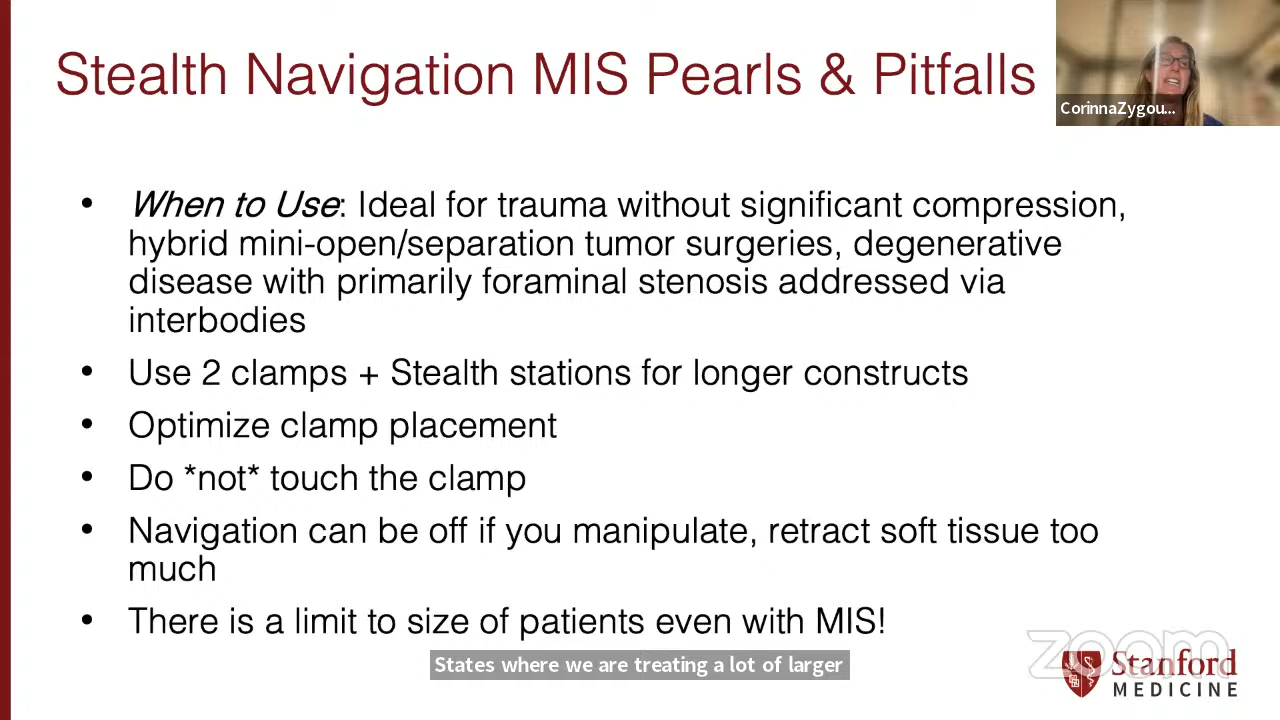 Stealth Navigation MIS Pearls & Pitfalls
CorinnaZygou...
• When to Use: Ideal for trauma without significant compression,
hybrid mini-open/separation tumor surgeries, degenerative
disease with primarily foraminal stenosis addressed via
interbodies
• Use 2 clamps + Stealth stations for longer constructs
• Optimize clamp placement
• Do *not* touch the clamp
• Navigation can be off if you manipulate, retract soft tissue too
much
• There is a limit to size of patients even with MIS!
States where we are treating a lot of larger
zoom
Stanford
MEDICINE